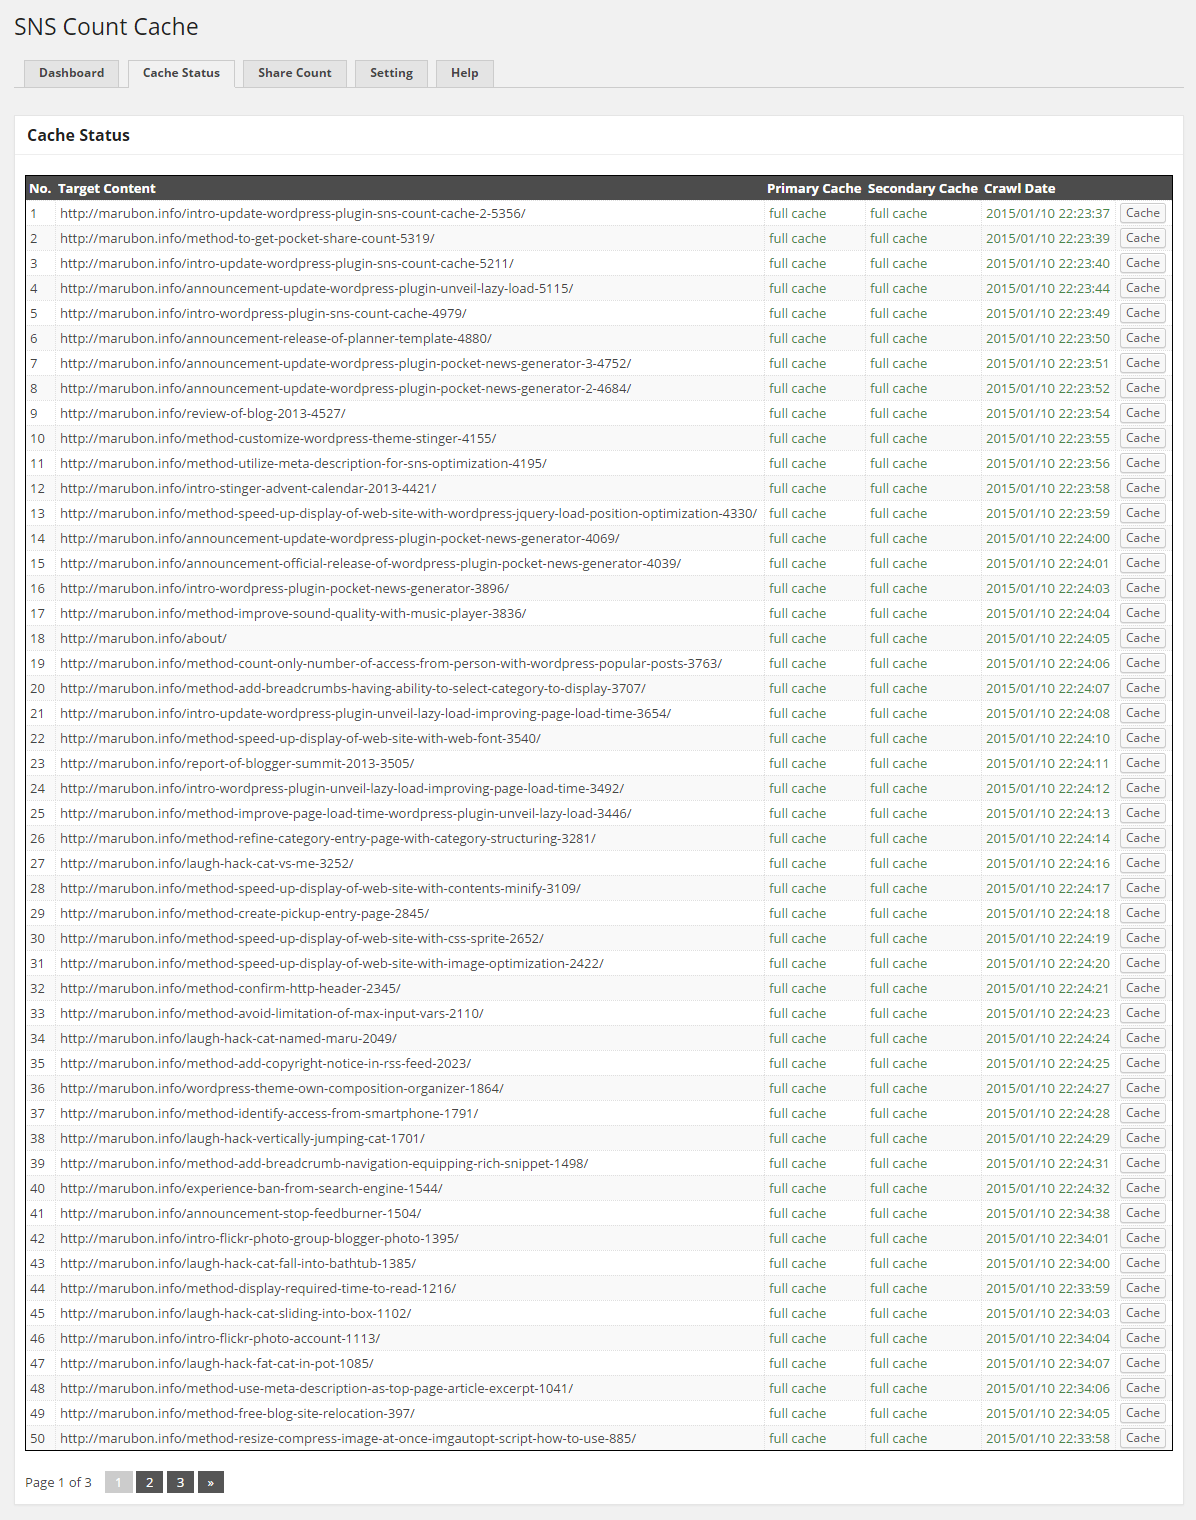 SNS Count Cache
Dashboard Cache Status Share Count Setting Help
Cache Status
No. Target Content Primary Cache Secondary Cache Crawl Date
1 http://marubon.info/intro-update-wordpress-plugin-sns-count-cache-2-5356/ full cache full cache 2015/01/10 22:23:37 Cache
2 http://marubon.info/method-to-get-pocket-share-count-5319/ full cache full cache 2015/01/10 22:23:39 Cache
3 http://marubon.info/intro-update-wordpress-plugin-sns-count-cache-5211/ full cache full cache 2015/01/10 22:23:40 Cache
4 http://marubon.info/announcement-update-wordpress-plugin-unveil-lazy-load-5115/ full cache full cache 2015/01/10 22:23:44 Cache
5 http://marubon.info/intro-wordpress-plugin-sns-count-cache-4979/ full cache full cache 2015/01/10 22:23:49 Cache
6 http://marubon.info/announcement-release-of-planner-template-4880/ full cache full cache 2015/01/10 22:23:50 Cache
7 http://marubon.info/announcement-update-wordpress-plugin-pocket-news-generator-3-4752/ full cache full cache 2015/01/10 22:23:51 Cache
8 http://marubon.info/announcement-update-wordpress-plugin-pocket-news-generator-2-4684/ full cache full cache 2015/01/10 22:23:52 Cache
9 http://marubon.info/review-of-blog-2013-4527/ full cache full cache 2015/01/10 22:23:54 Cache
10 http://marubon.info/method-customize-wordpress-theme-stinger-4155/ full cache full cache 2015/01/10 22:23:55 Cache
11 http://marubon.info/method-utilize-meta-description-for-sns-optimization-4195/ full cache full cache 2015/01/10 22:23:56 Cache
12 http://marubon.info/intro-stinger-advent-calendar-2013-4421/ full cache full cache 2015/01/10 22:23:58 Cache
13 http://marubon.info/method-speed-up-display-of-web-site-with-wordpress-jquery-load-position-optimization-4330/ full cache full cache 2015/01/10 22:23:59 Cache
14 http://marubon.info/announcement-update-wordpress-plugin-pocket-news-generator-4069/ full cache full cache 2015/01/10 22:24:00 Cache
15 http://marubon.info/announcement-official-release-of-wordpress-plugin-pocket-news-generator-4039/ full cache full cache 2015/01/10 22:24:01 Cache
16 http://marubon.info/intro-wordpress-plugin-pocket-news-generator-3896/ full cache full cache 2015/01/10 22:24:03 Cache
17 http://marubon.info/method-improve-sound-quality-with-music-player-3836/ full cache full cache 2015/01/10 22:24:04 Cache
18 http://marubon.info/about/ full cache full cache 2015/01/10 22:24:05 Cache
19 http://marubon.info/method-count-only-number-of-access-from-person-with-wordpress-popular-posts-3763/ full cache full cache 2015/01/10 22:24:06 Cache
20 http://marubon.info/method-add-breadcrumbs-having-ability-to-select-category-to-display-3707/ full cache full cache 2015/01/10 22:24:07 Cache
21 http://marubon.info/intro-update-wordpress-plugin-unveil-lazy-load-improving-page-load-time-3654/ full cache full cache 2015/01/10 22:24:08 Cache
22 http://marubon.info/method-speed-up-display-of-web-site-with-web-font-3540/ full cache full cache 2015/01/10 22:24:10 Cache
23 http://marubon.info/report-of-blogger-summit-2013-3505/ full cache full cache 2015/01/10 22:24:11 Cache
24 http://marubon.info/intro-wordpress-plugin-unveil-lazy-load-improving-page-load-time-3492/ full cache full cache 2015/01/10 22:24:12 Cache
25 http://marubon.info/method-improve-page-load-time-wordpress-plugin-unveil-lazy-load-3446/ full cache full cache 2015/01/10 22:24:13 Cache
26 http://marubon.info/method-refine-category-entry-page-with-category-structuring-3281/ full cache full cache 2015/01/10 22:24:14 Cache
27 http://marubon.info/laugh-hack-cat-vs-me-3252/ full cache full cache 2015/01/10 22:24:16 Cache
28 http://marubon.info/method-speed-up-display-of-web-site-with-contents-minify-3109/ full cache full cache 2015/01/10 22:24:17 Cache
29 http://marubon.info/method-create-pickup-entry-page-2845/ full cache full cache 2015/01/10 22:24:18 Cache
30 http://marubon.info/method-speed-up-display-of-web-site-with-css-sprite-2652/ full cache full cache 2015/01/10 22:24:19 Cache
31 http://marubon.info/method-speed-up-display-of-web-site-with-image-optimization-2422/ full cache full cache 2015/01/10 22:24:20 Cache
32 http://marubon.info/method-confirm-http-header-2345/ full cache full cache 2015/01/10 22:24:21 Cache
33 http://marubon.info/method-avoid-limitation-of-max-input-vars-2110/ full cache full cache 2015/01/10 22:24:23 Cache
34 http://marubon.info/laugh-hack-cat-named-maru-2049/ full cache full cache 2015/01/10 22:24:24 Cache
35 http://marubon.info/method-add-copyright-notice-in-rss-feed-2023/ full cache full cache 2015/01/10 22:24:25 Cache
36 http://marubon.info/wordpress-theme-own-composition-organizer-1864/ full cache full cache 2015/01/10 22:24:27 Cache
37 http://marubon.info/method-identify-access-from-smartphone-1791/ full cache full cache 2015/01/10 22:24:28 Cache
38 http://marubon.info/laugh-hack-vertically-jumping-cat-1701/ full cache full cache 2015/01/10 22:24:29 Cache
39 http://marubon.info/method-add-breadcrumb-navigation-equipping-rich-snippet-1498/ full cache full cache 2015/01/10 22:24:31 Cache
40 http://marubon.info/experience-ban-from-search-engine-1544/ full cache full cache 2015/01/10 22:24:32 Cache
41 http://marubon.info/announcement-stop-feedburner-1504/ full cache full cache 2015/01/10 22:34:38 Cache
42 http://marubon.info/intro-flickr-photo-group-blogger-photo-1395/ full cache full cache 2015/01/10 22:34:01 Cache
43 http://marubon.info/laugh-hack-cat-fall-into-bathtub-1385/ full cache full cache 2015/01/10 22:34:00 Cache
44 http://marubon.info/method-display-required-time-to-read-1216/ full cache full cache 2015/01/10 22:33:59 Cache
45 http://marubon.info/laugh-hack-cat-sliding-into-box-1102/ full cache full cache 2015/01/10 22:34:03 Cache
46 http://marubon.info/intro-flickr-photo-account-1113/ full cache full cache 2015/01/10 22:34:04 Cache
47 http://marubon.info/laugh-hack-fat-cat-in-pot-1085/ full cache full cache 2015/01/10 22:34:07 Cache
48 http://marubon.info/method-use-meta-description-as-top-page-article-excerpt-1041/ full cache full cache 2015/01/10 22:34:06 Cache
49 http://marubon.info/method-free-blog-site-relocation-397/ full cache full cache 2015/01/10 22:34:05 Cache
50 http://marubon.info/method-resize-compress-image-at-once-imgautopt-script-how-to-use-885/ full cache full cache 2015/01/10 22:33:58 Cache
Page 1 of 3 1 2 3 »